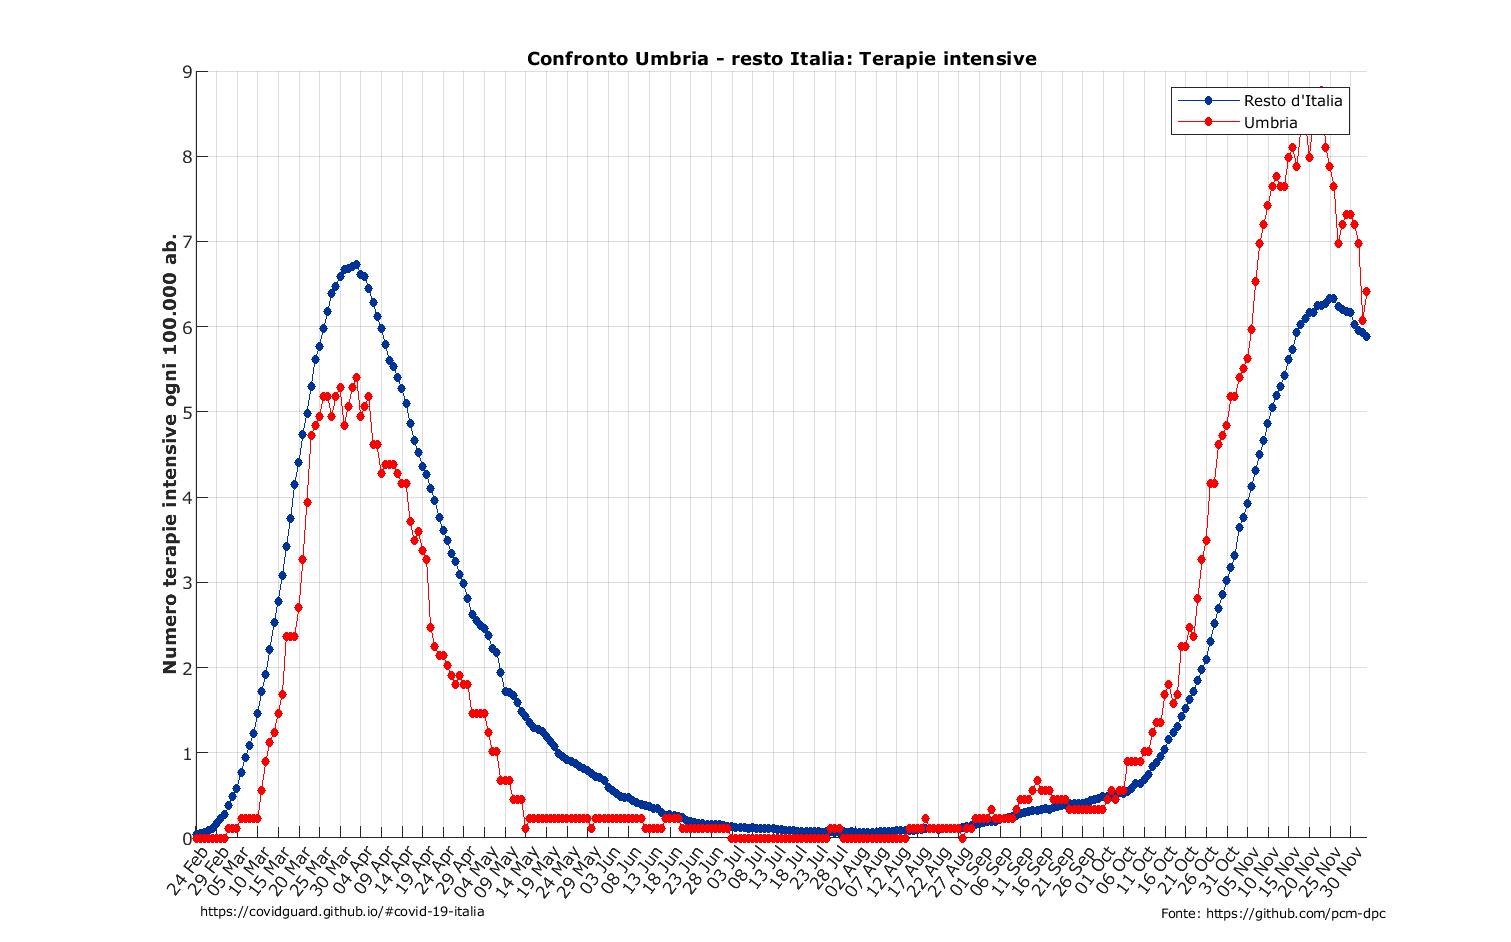 Confronto Umbria - resto Italia: Terapie intensive
Resto d'Italia
Umbria
Numero terapie intensive ogni 100.000 ab.
9
8
7
6
5
4
3
2
1
0
24 Feb
29 Feb
05 Mar
10 Mar
15 Mar
20 Mar
25 Mar
30 Mar
04 Apr
09 Apr
14 Apr
19 Apr
24 Apr
29 Apr
04 May
09 May
14 May
19 May
24 May
29 May
03 Jun
08 Jun
13 Jun
18 Jun
23 Jun
28 Jun
03 Jul
08 Jul
13 Jul
18 Jul
23 Jul
28 Jul
02 Aug
07 Aug
12 Aug
17 Aug
22 Aug
27 Aug
01 Sep
06 Sep
11 Sep
16 Sep
21 Sep
26 Sep
01 Oct
06 Oct
11 Oct
16 Oct
21 Oct
26 Oct
31 Oct
05 Nov
10 Nov
15 Nov
20 Nov
25 Nov
30 Nov
https://covidguard.github.io/#covid-19-italia
Fonte: https://github.com/pcm-dpc